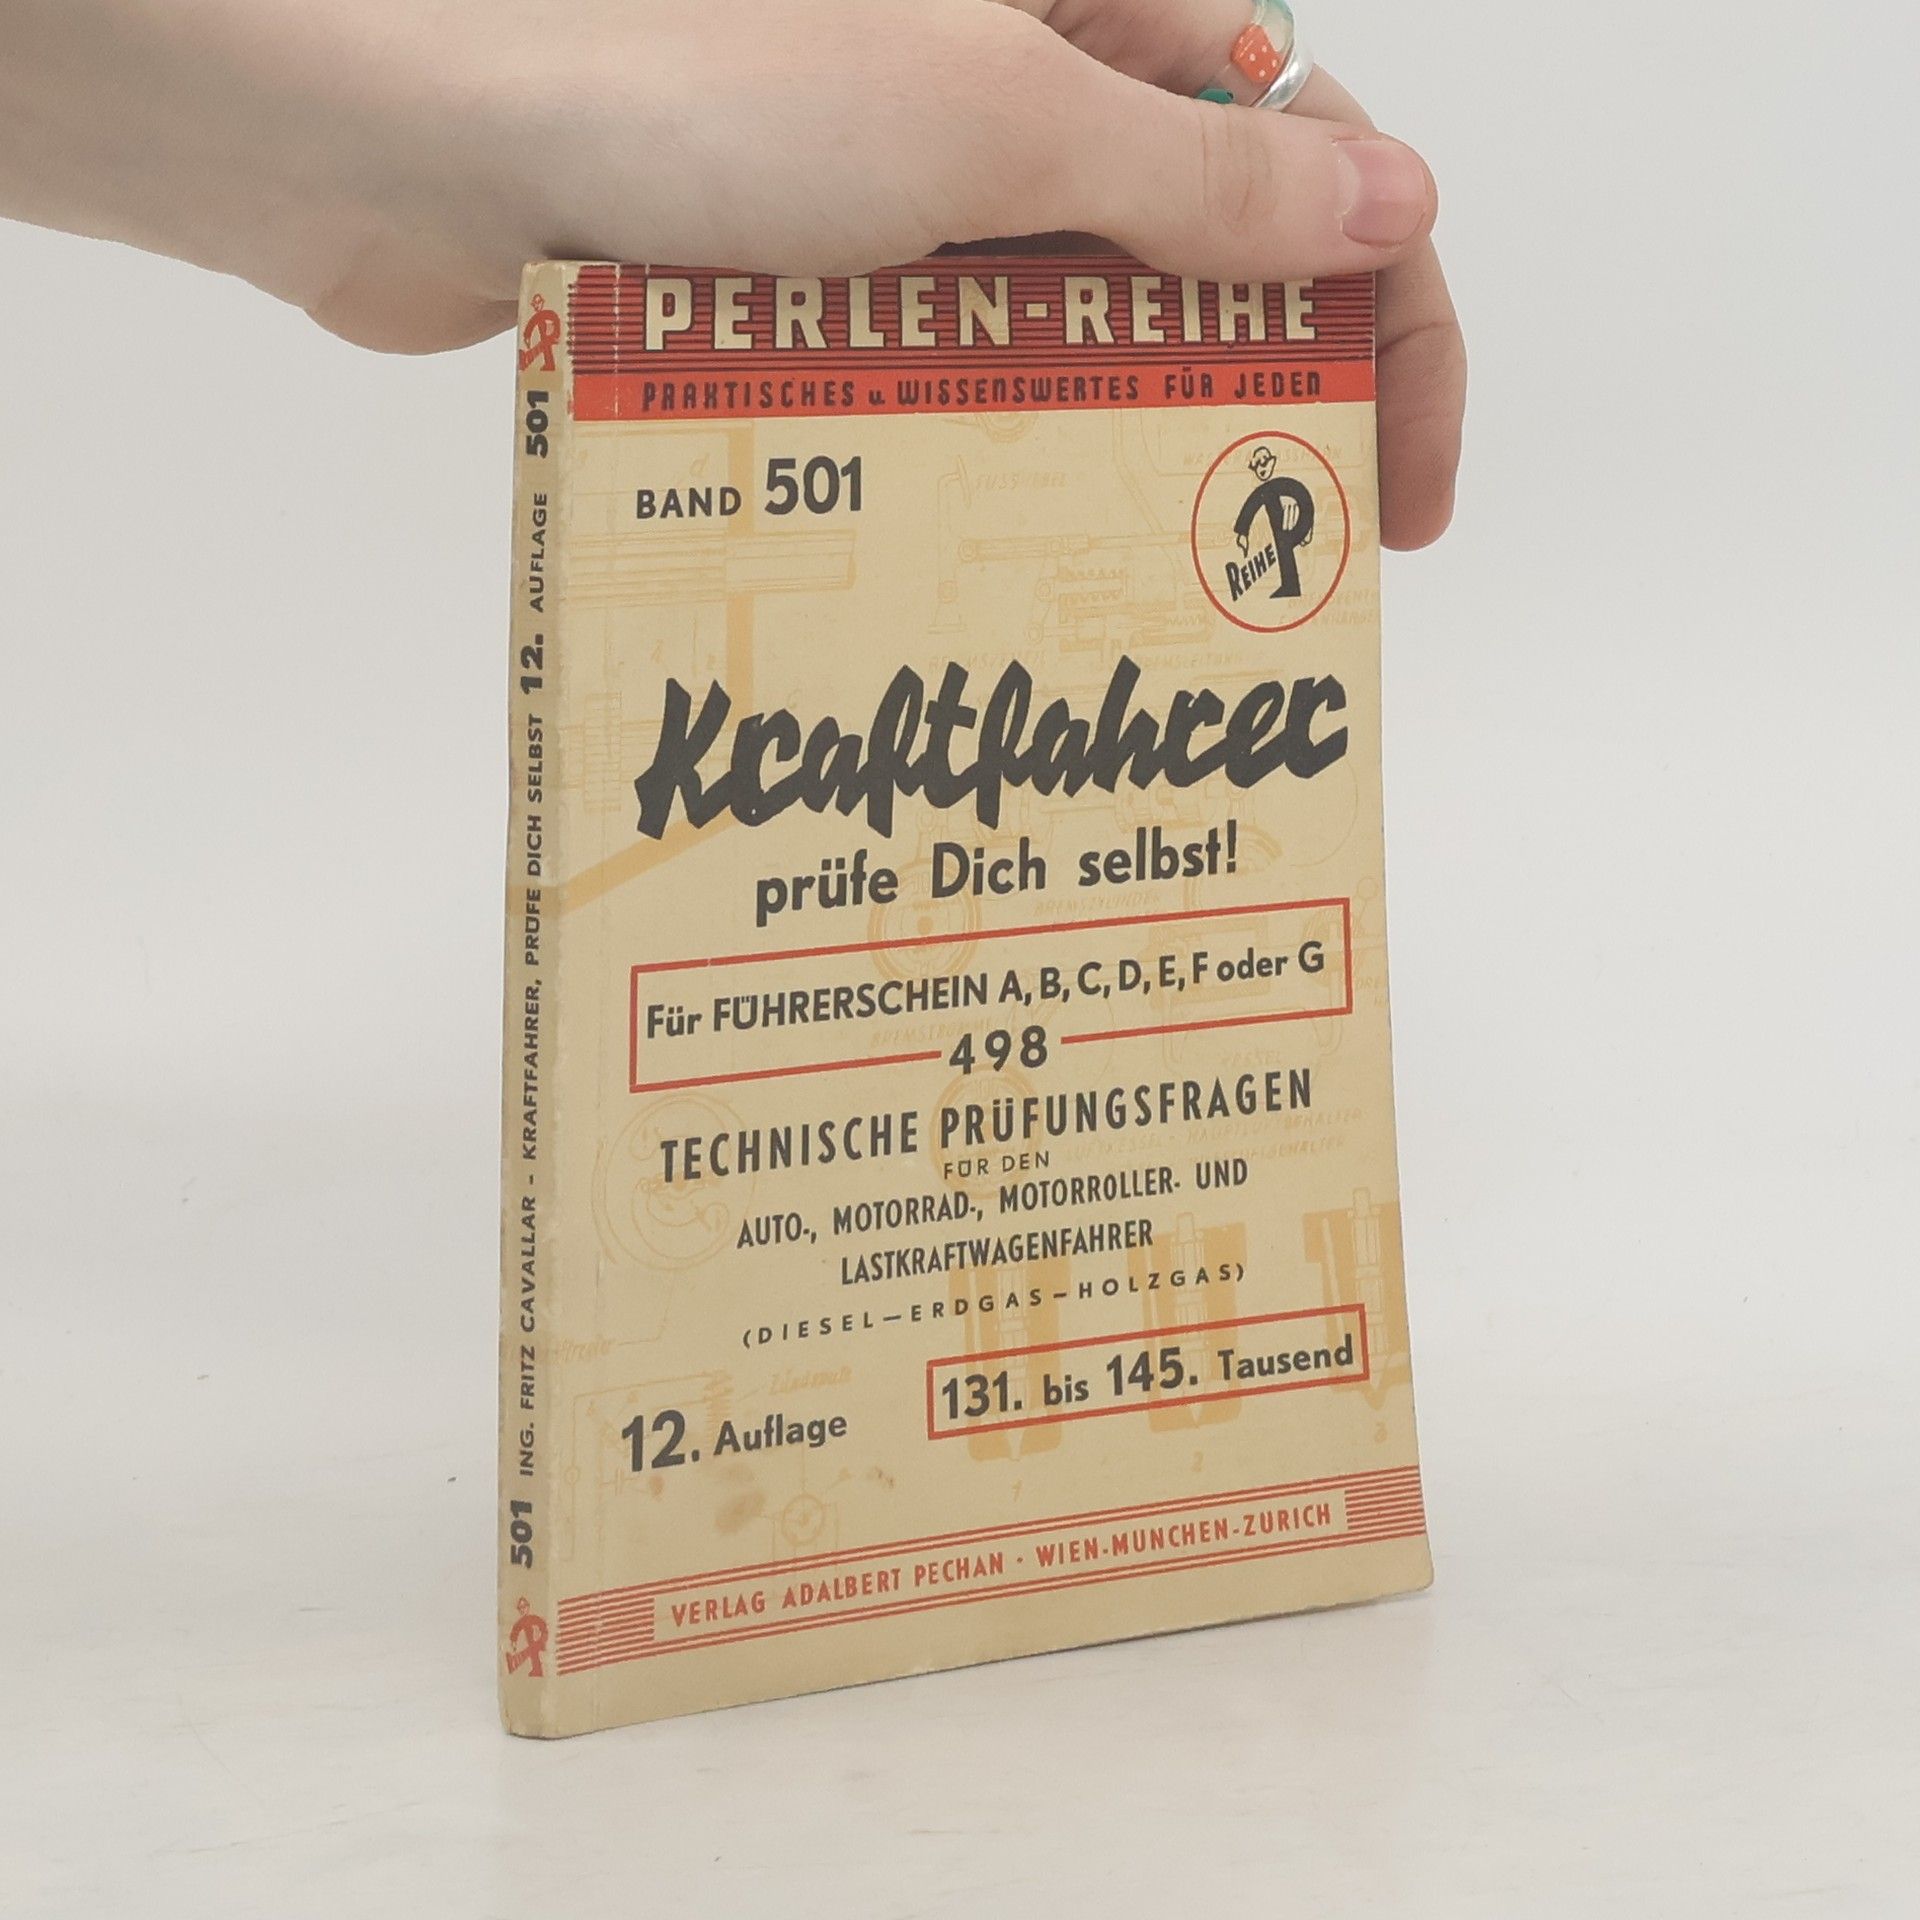 PERLEN-REIHE
PRAKTISCHES u. WISSENSWERTES FÜR JEDEN
BAND 501
REIHE P
Kraftfahrer
prüfe Dich selbst!
Für FÜHRERSCHEIN A, B, C, D, E, F oder G
498
TECHNISCHE PRÜFUNGSFRAGEN
FÜR DEN
AUTO-, MOTORRAD-, MOTORROLLER- UND
LASTKRAFTWAGENFAHRER
(DIESEL—ERDGAS—HOLZGAS)
12. Auflage
131. bis 145. Tausend
VERLAG ADALBERT PECHAN · WIEN-MÜNCHEN-ZÜRICH
501 ING. FRITZ CAVALLAR - KRAFTFAHRER, PRÜFE DICH SELBST 12. AUFLAGE 501